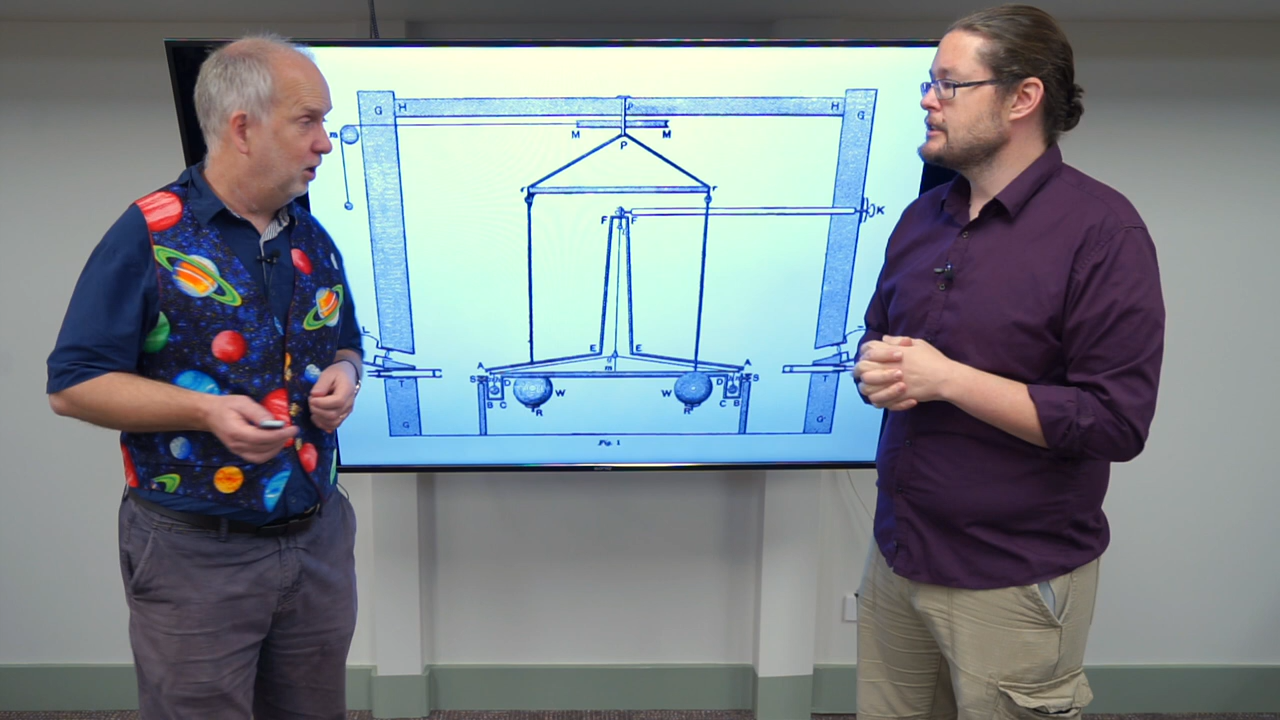 G H P H G
m M M
P
r r
F F K
E E
A m A
S D D S
W W
B C C B
R R
T T
G G
Fig. 1